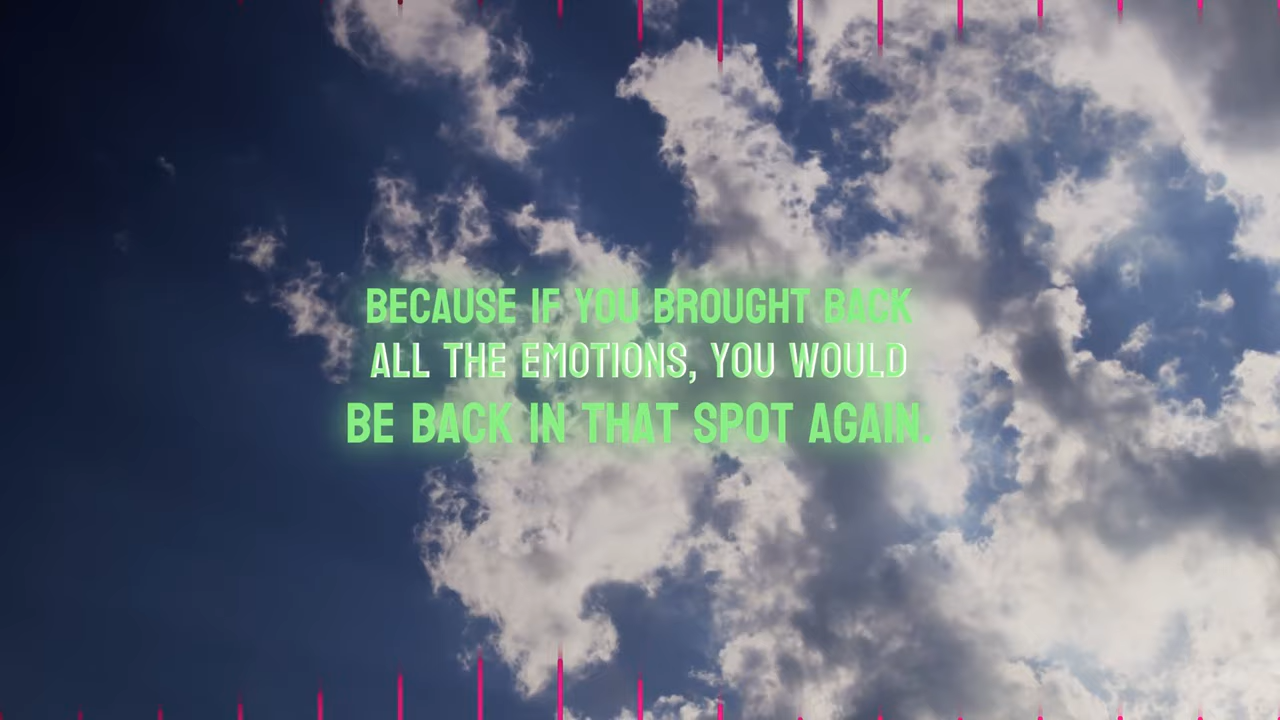 BECAUSE IF YOU BROUGHT BACK
ALL THE EMOTIONS, YOU WOULD
BE BACK IN THAT SPOT AGAIN.